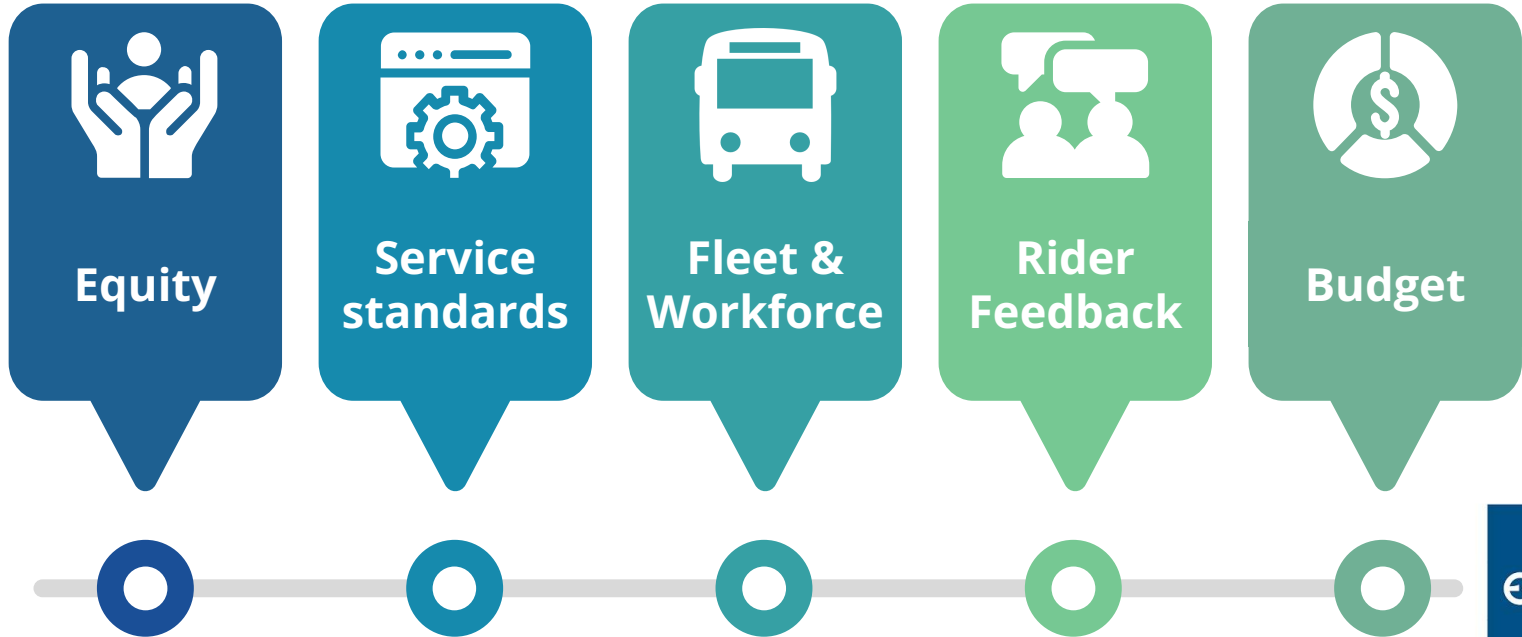 Equity
Service
standards
Fleet &
Workforce
Rider
Feedback
$
Budget